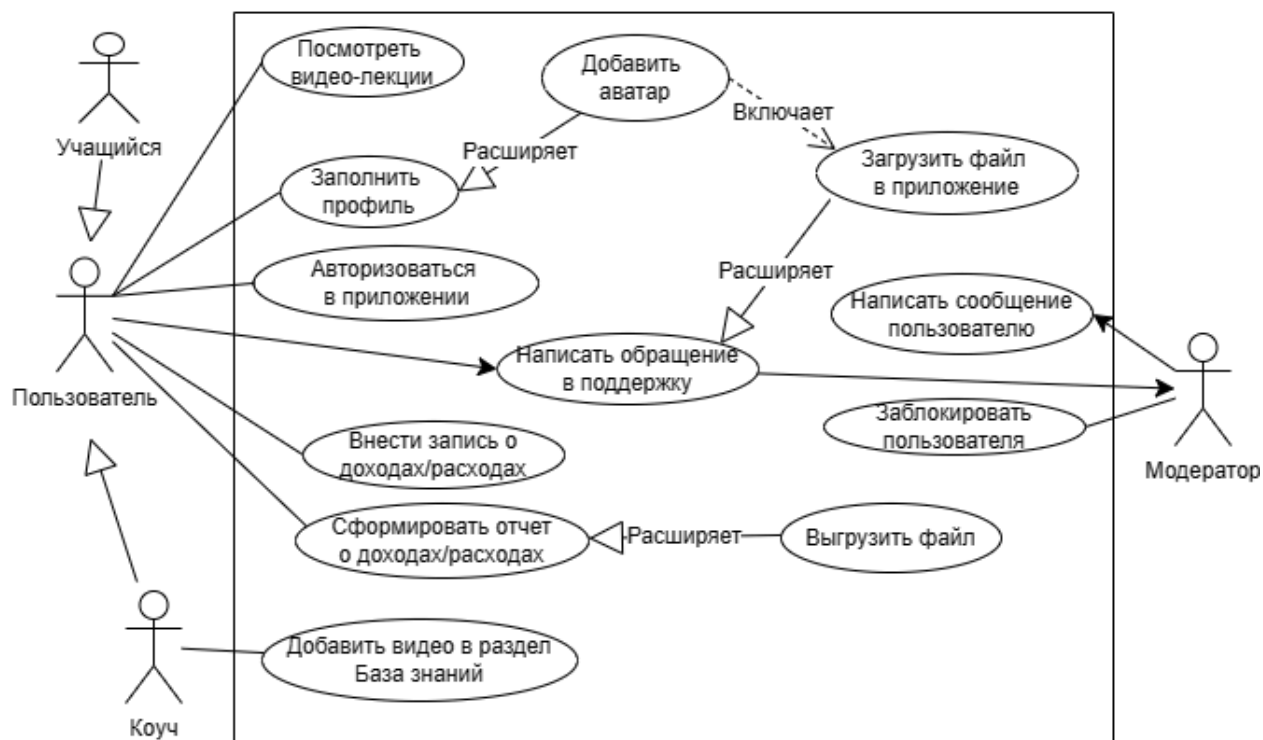 Посмотреть
видео-лекции
Добавить
аватар
Включает
Учащийся
Расширяет
Загрузить файл
в приложение
Заполнить
профиль
Авторизоваться
в приложении
Расширяет
Написать сообщение
пользователю
Написать обращение
в поддержку
Пользователь
Заблокировать
пользователя
Модератор
Внести запись о
доходах/расходах
Сформировать отчет
о доходах/расходах
Расширяет
Выгрузить файл
Добавить видео в раздел
База знаний
Коуч